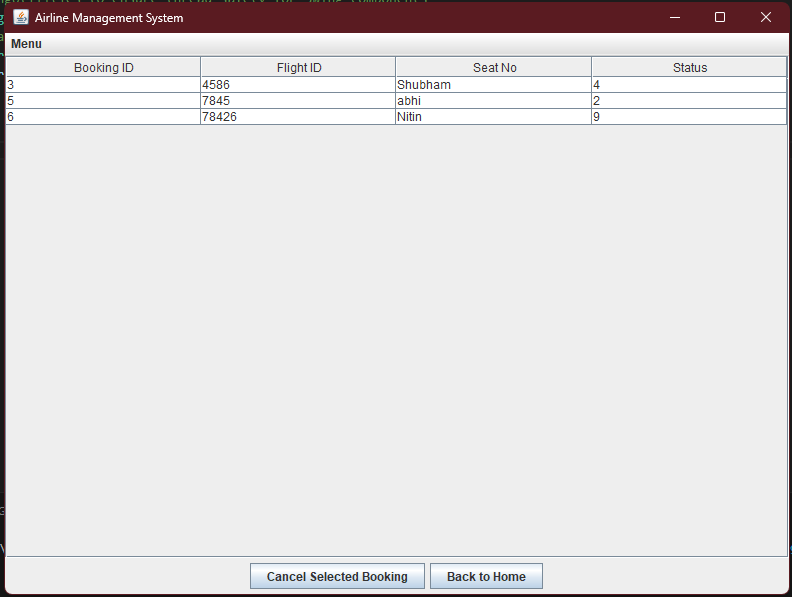 Airline Management System
Menu
Booking ID Flight ID Seat No Status
3 4586 Shubham 4
5 7845 abhi 2
6 78426 Nitin 9
Cancel Selected Booking Back to Home